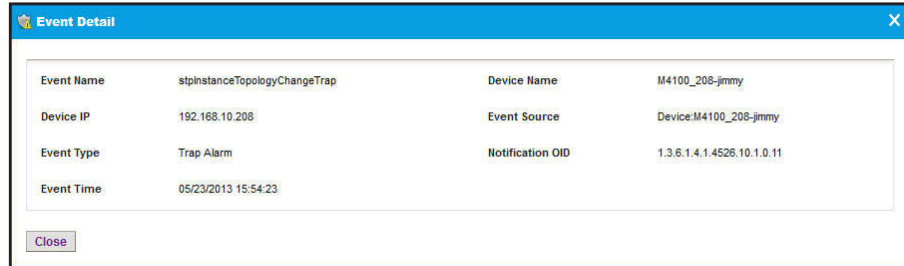 Event Detail X
Event Name stpInstanceTopologyChangeTrap Device Name M4100_208-jimmy
Device IP 192.168.10.208 Event Source Device:M4100_208-jimmy
Event Type Trap Alarm Notification OID 1.3.6.1.4.1.4526.10.1.0.11
Event Time 05/23/2013 15:54:23
Close